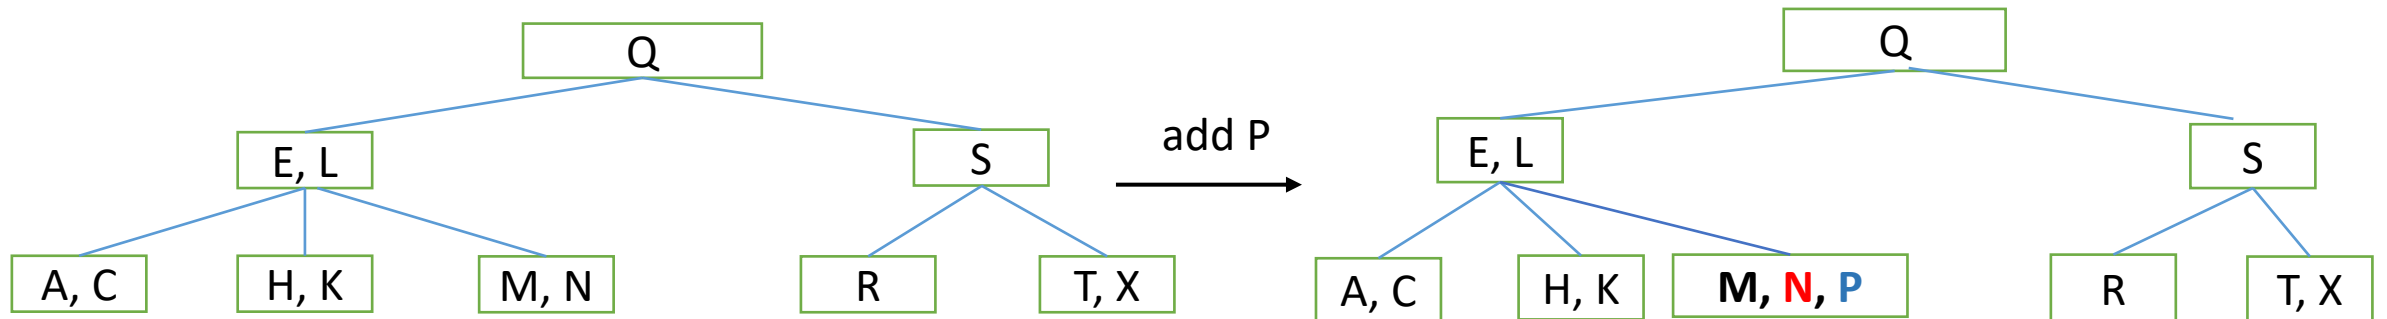 Q
E, L
S
A, C
H, K
M, N
R
T, X
add P
Q
E, L
S
A, C
H, K
M, N, P
R
T, X